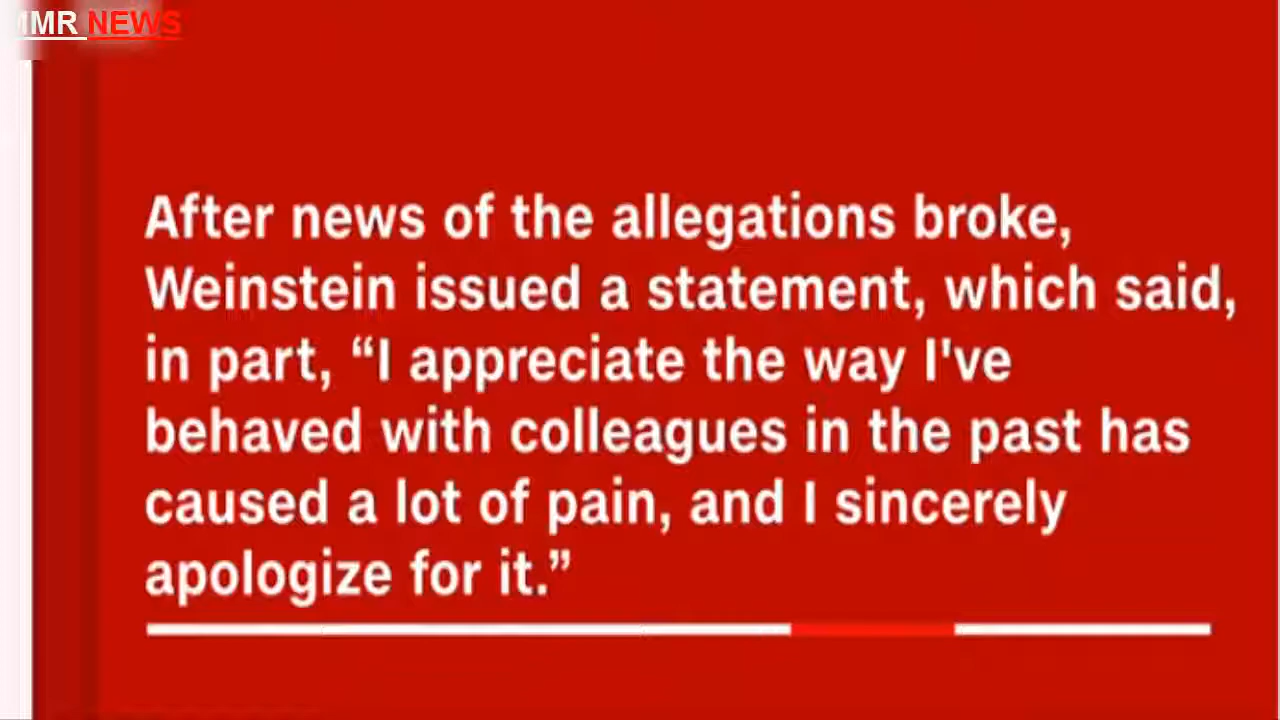 MMR NEWS
After news of the allegations broke,
Weinstein issued a statement, which said,
in part, “I appreciate the way I've
behaved with colleagues in the past has
caused a lot of pain, and I sincerely
apologize for it.”